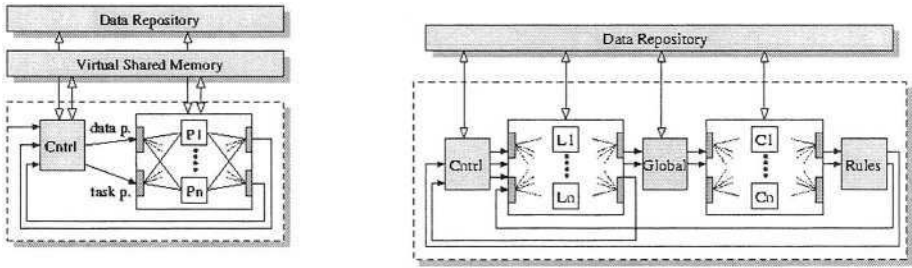 Data Repository
Virtual Shared Memory
Cntrl
data p.
task p.
P1
Pn
Data Repository
Cntrl
L1
Ln
Global
C1
Cn
Rules